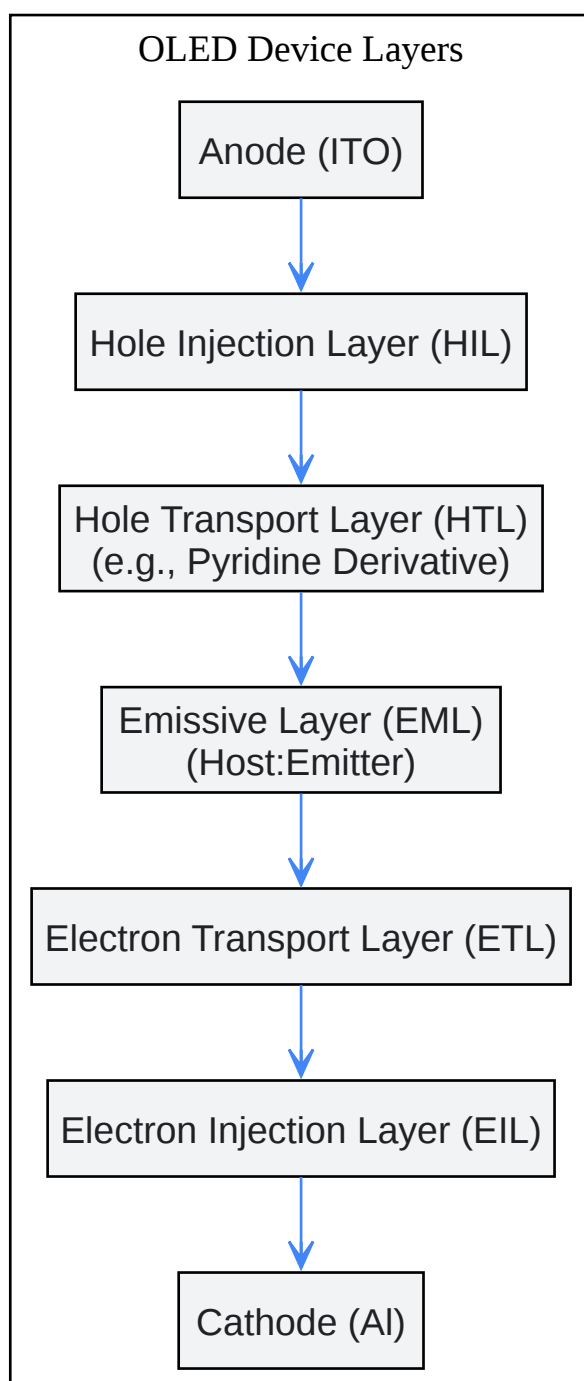 OLED Device Layers
Anode (ITO)
Hole Injection Layer (HIL)
Hole Transport Layer (HTL)
(e.g., Pyridine Derivative)
Emissive Layer (EML)
(Host:Emitter)
Electron Transport Layer (ETL)
Electron Injection Layer (EIL)
Cathode (Al)